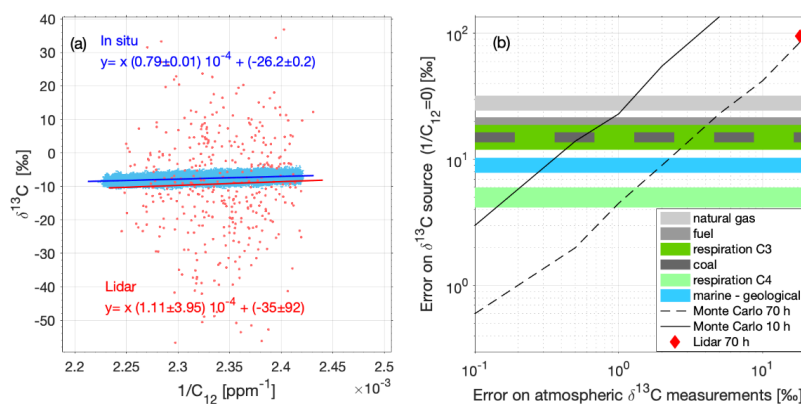 (a)
In situ
y= x (0.79±0.01) 10⁻⁴ + (-26.2±0.2)
Lidar
y= x (1.11±3.95) 10⁻⁴ + (-35±92)
40
30
20
10
0
-10
-20
-30
-40
-50
δ¹³C [‰]
2.2 2.25 2.3 2.35 2.4 2.45 2.5
1/C₁₂ [ppm⁻¹]
×10⁻³
(b)
10²
10¹
10⁰
Error on δ¹³C source (1/C₁₂=0) [‰]
natural gas
fuel
respiration C3
coal
respiration C4
marine - geological
Monte Carlo 70 h
Monte Carlo 10 h
Lidar 70 h
10⁻¹ 10⁰ 10¹
Error on atmospheric δ¹³C measurements [‰]